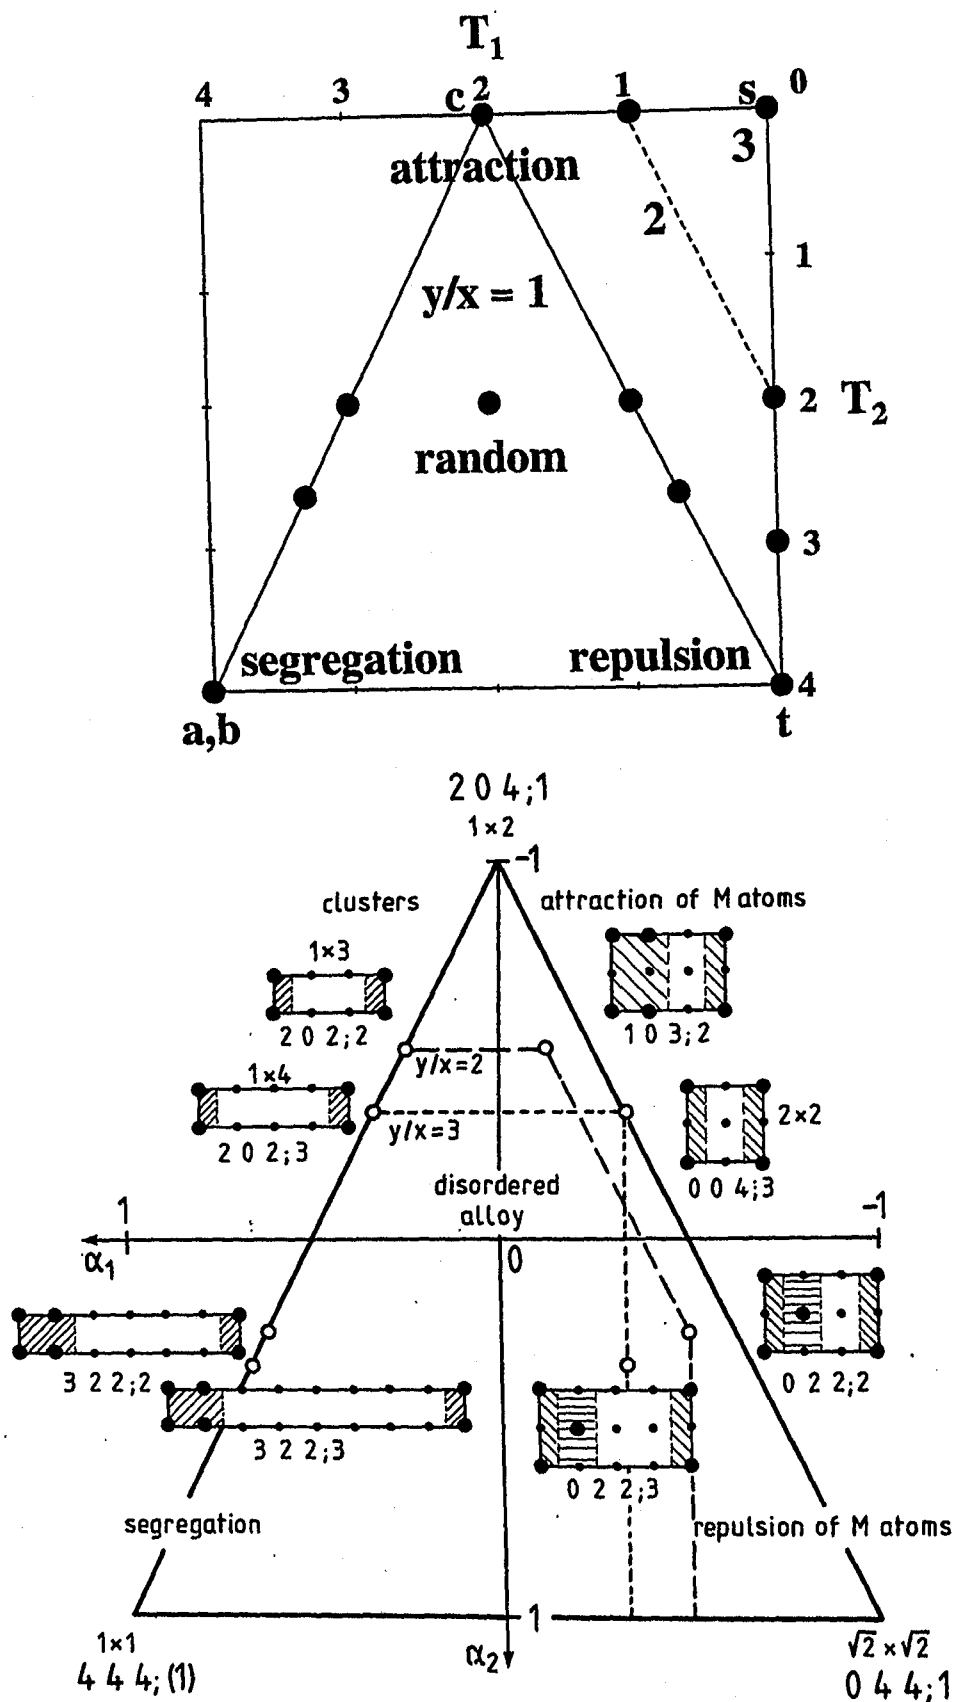 T1
4 3 c 2 1 s 0
attraction
3
2
1
y/x = 1
2 T2
random
3
segregation
repulsion
4
a,b
t
2 0 4;1
1×2
-1
clusters
attraction of M atoms
1×3
2 0 2;2
1 0 3;2
y/x=2
1×4
2 0 2;3
y/x=3
2×2
0 0 4;3
disordered
alloy
1
-1
α1
0
3 2 2;2
0 2 2;2
3 2 2;3
0 2 2;3
segregation
repulsion of M atoms
1
α2
1×1
4 4 4;(1)
√2×√2
0 4 4;1